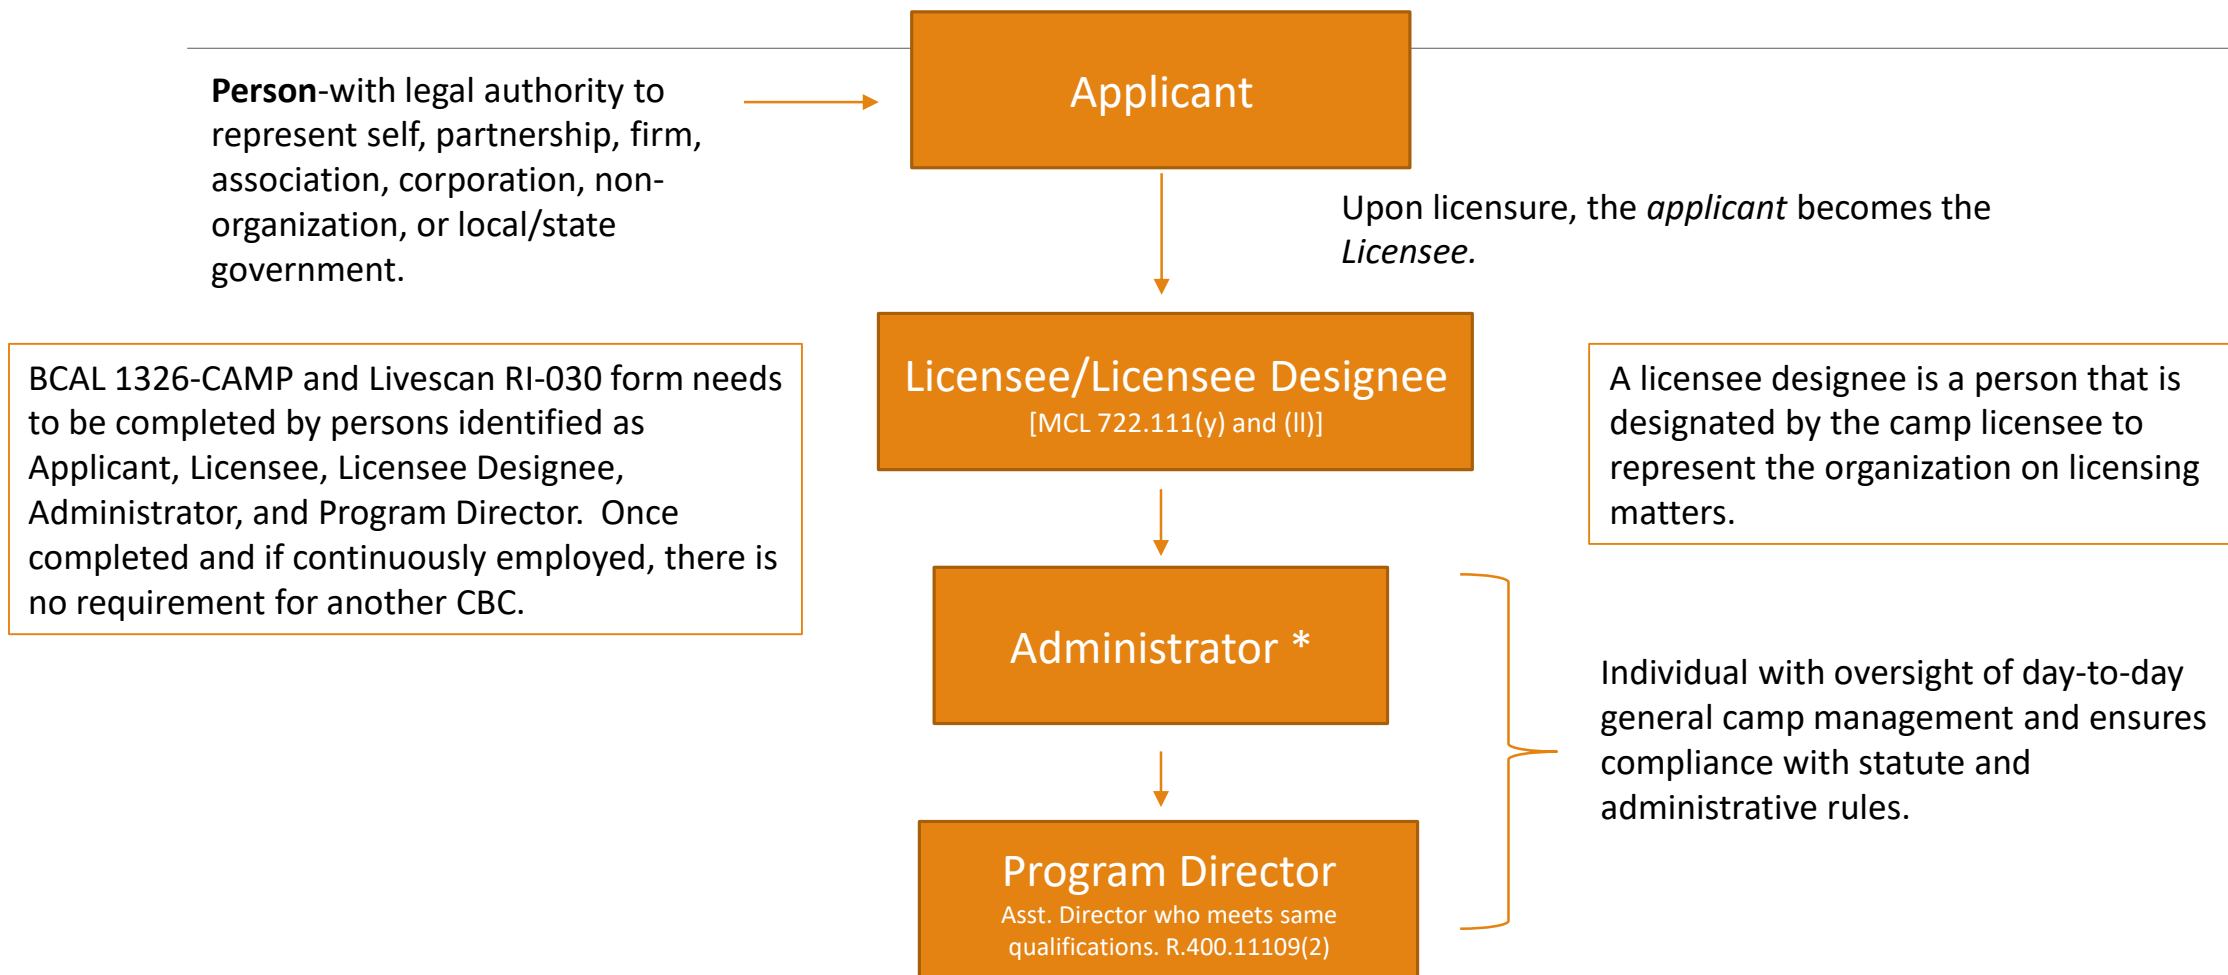 Applicant
Person-with legal authority to
represent self, partnership, firm,
association, corporation, non-
organization, or local/state
government.
Upon licensure, the applicant becomes the
Licensee.
Licensee/Licensee Designee
[MCL 722.111(y) and (ll)]
BCAL 1326-CAMP and Livescan RI-030 form needs
to be completed by persons identified as
Applicant, Licensee, Licensee Designee,
Administrator, and Program Director.  Once
completed and if continuously employed, there is
no requirement for another CBC.
A licensee designee is a person that is
designated by the camp licensee to
represent the organization on licensing
matters.
Administrator *
Individual with oversight of day-to-day
general camp management and ensures
compliance with statute and
administrative rules.
Program Director
Asst. Director who meets same
qualifications. R.400.11109(2)